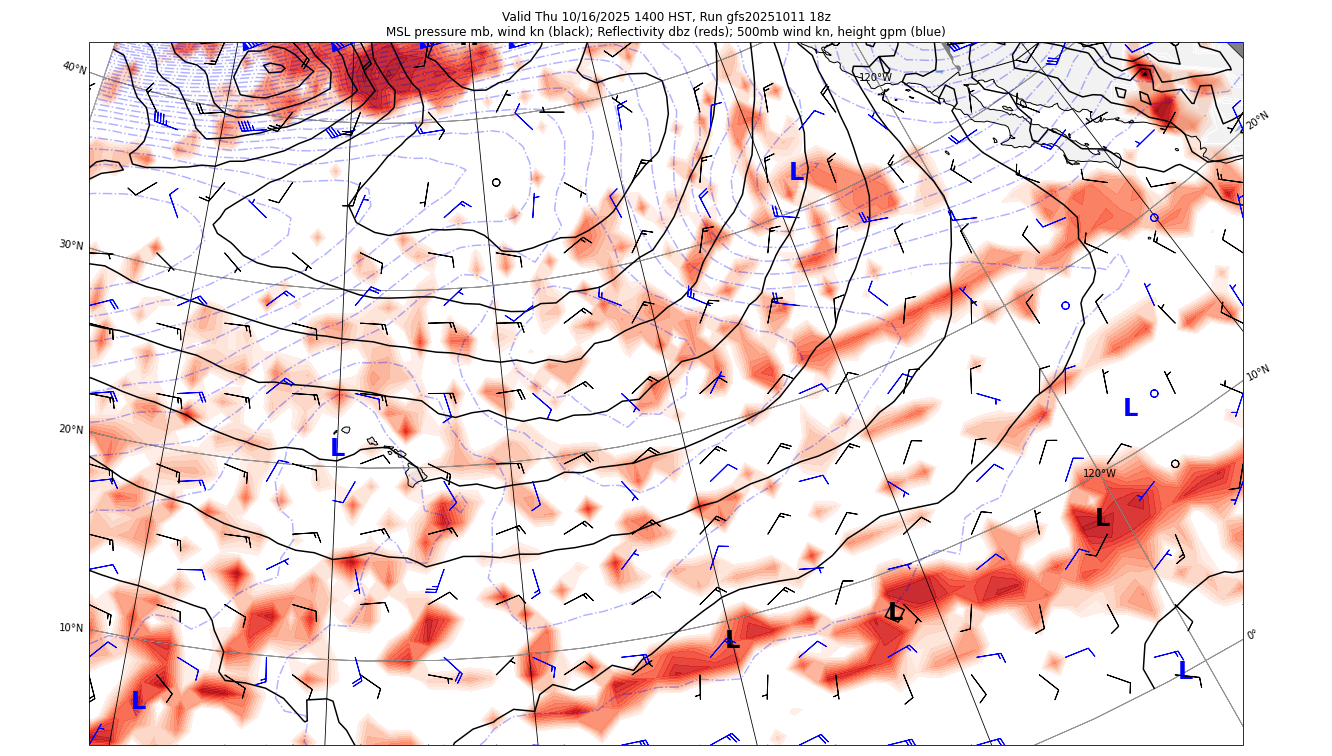 Valid Thu 10/16/2025 1400 HST, Run gfs20251011 18z
MSL pressure mb, wind kn (black); Reflectivity dbz (reds); 500mb wind kn, height gpm (blue)
40°N
120°W
20°N
L
30°N
10°N
L
20°N
L
120°W
L
L
10°N
L
0°
L
L